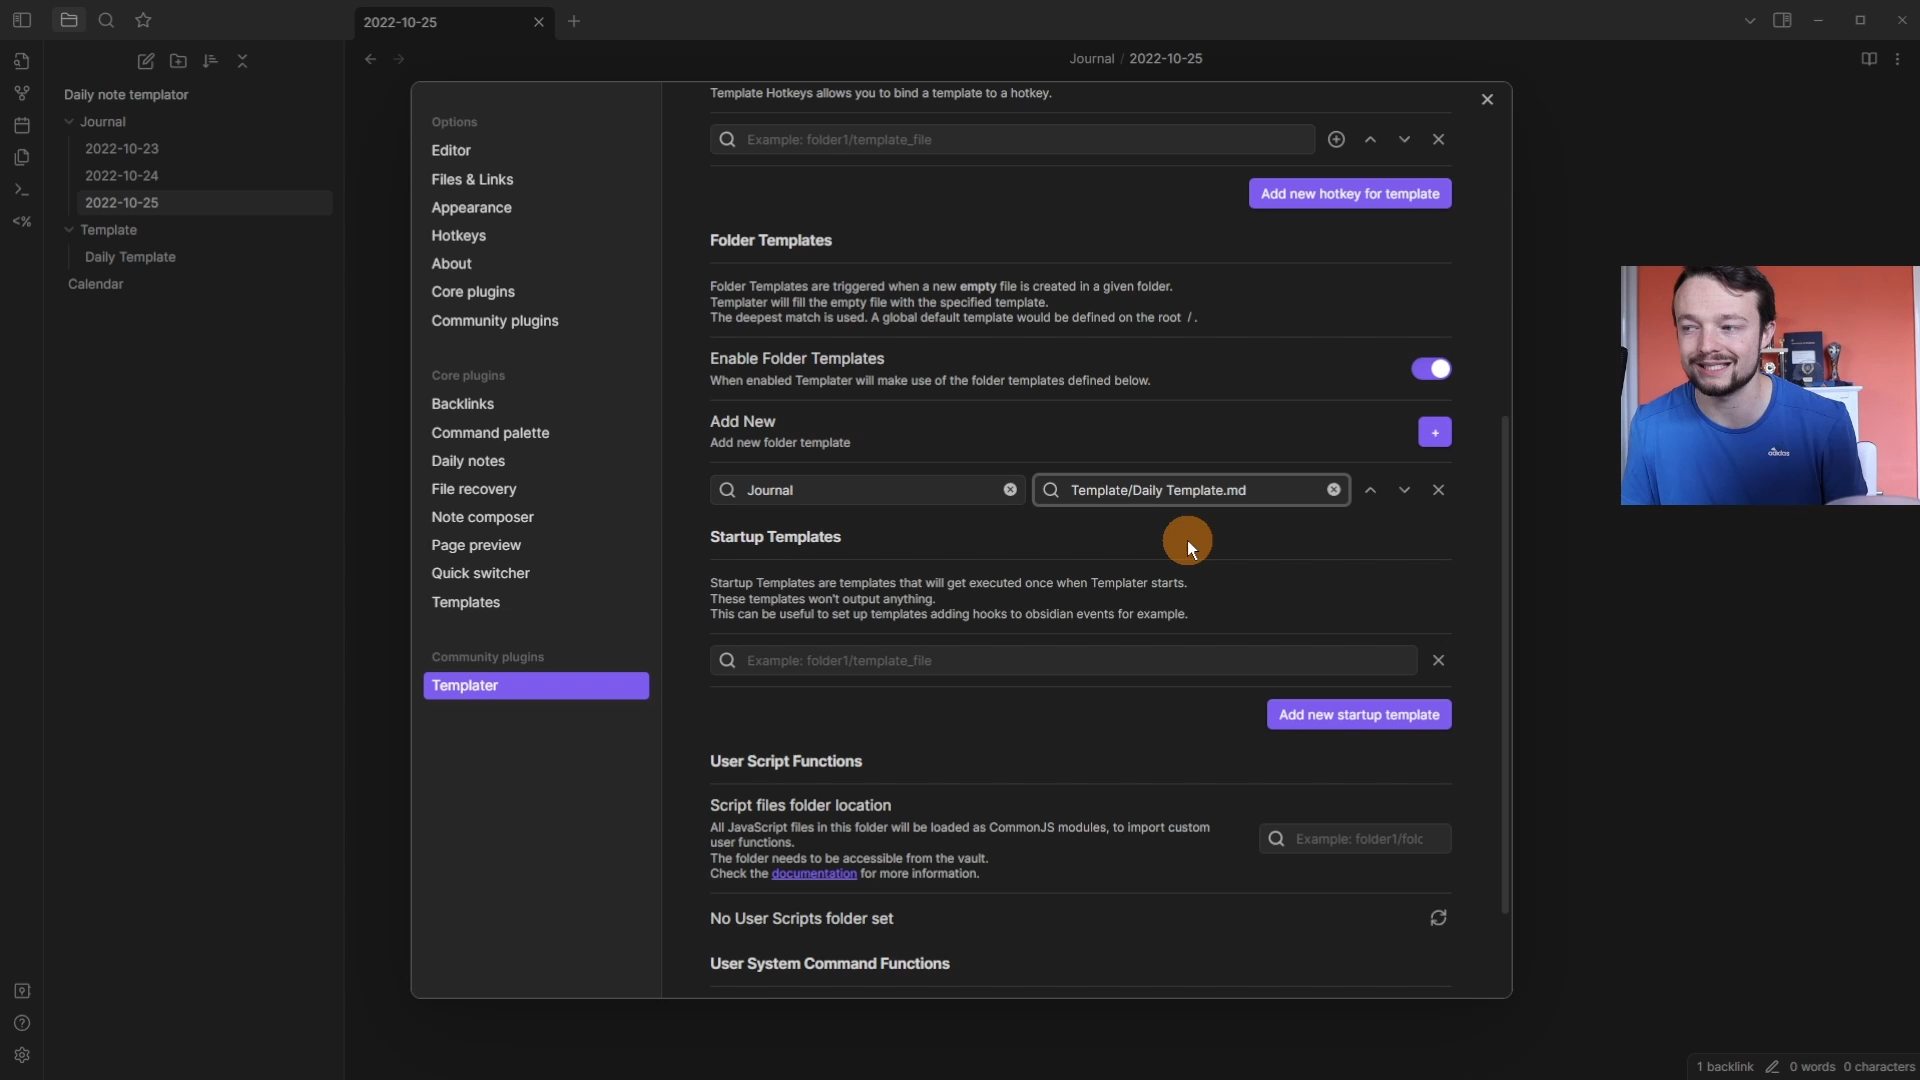 2022-10-25
Journal / 2022-10-25
Daily note templator
Journal
2022-10-23
2022-10-24
2022-10-25
Template
Daily Template
Calendar
<%
Options
Editor
Files & Links
Appearance
Hotkeys
About
Core plugins
Community plugins
Core plugins
Backlinks
Command palette
Daily notes
File recovery
Note composer
Page preview
Quick switcher
Templates
Community plugins
Templater
Template Hotkeys allows you to bind a template to a hotkey.
Example: folder1/template_file
Add new hotkey for template
Folder Templates
Folder Templates are triggered when a new empty file is created in a given folder.
Templater will fill the empty file with the specified template.
The deepest match is used. A global default template would be defined on the root / .
Enable Folder Templates
When enabled Templater will make use of the folder templates defined below.
Add New
Add new folder template
+
Journal
Template/Daily Template.md
Startup Templates
Startup Templates are templates that will get executed once when Templater starts.
These templates won't output anything.
This can be useful to set up templates adding hooks to obsidian events for example.
Example: folder1/template_file
Add new startup template
User Script Functions
Script files folder location
All JavaScript files in this folder will be loaded as CommonJS modules, to import custom
user functions.
The folder needs to be accessible from the vault.
Check the documentation for more information.
Example: folder1/folc
No User Scripts folder set
User System Command Functions
adidas
1 backlink
0 words 0 characters